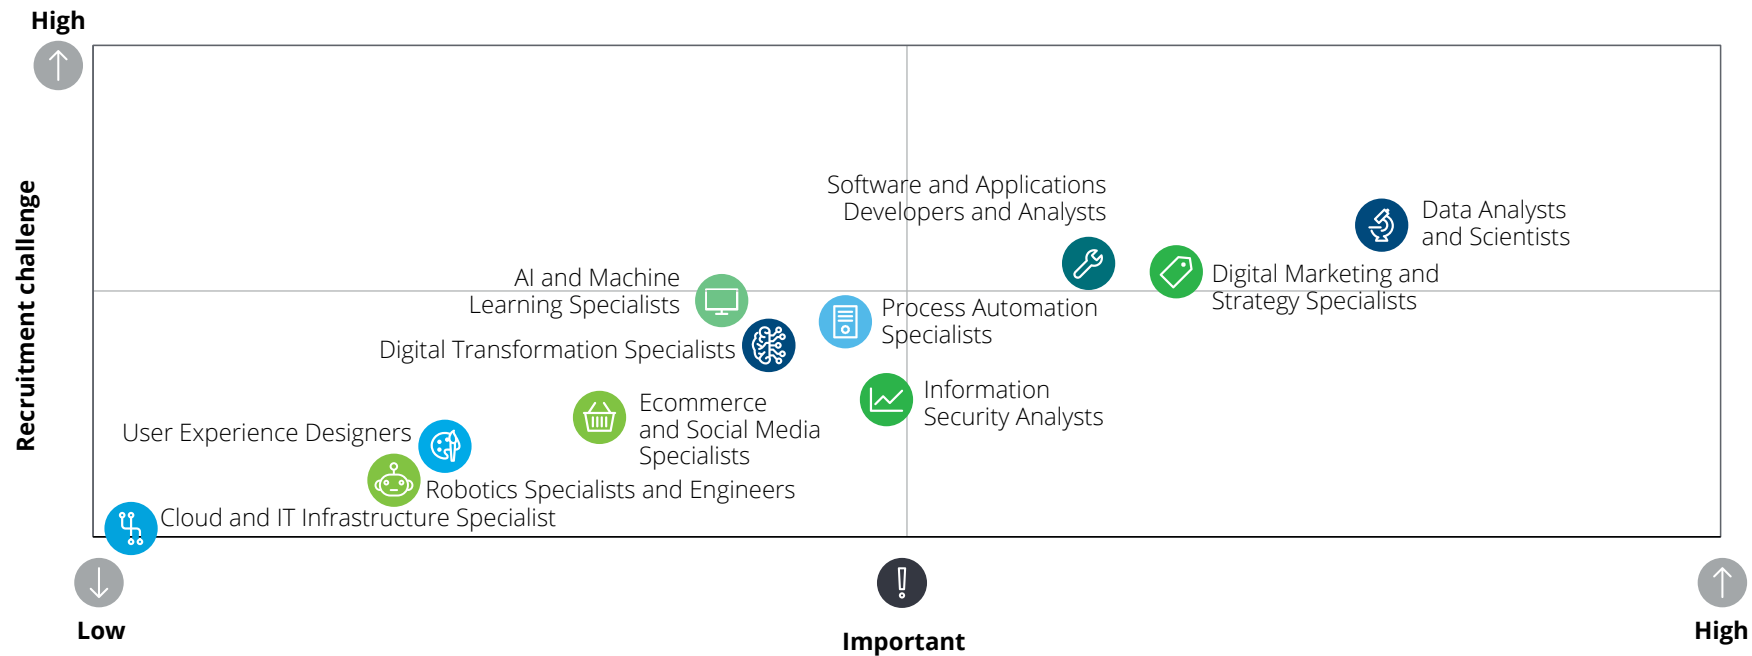 High
Recruitment challenge
Software and Applications
Developers and Analysts
Data Analysts
and Scientists
AI and Machine
Learning Specialists
Digital Marketing and
Strategy Specialists
Process Automation
Specialists
Digital Transformation Specialists
Information
Security Analysts
Ecommerce
and Social Media
Specialists
User Experience Designers
Robotics Specialists and Engineers
Cloud and IT Infrastructure Specialist
Low
Important
High